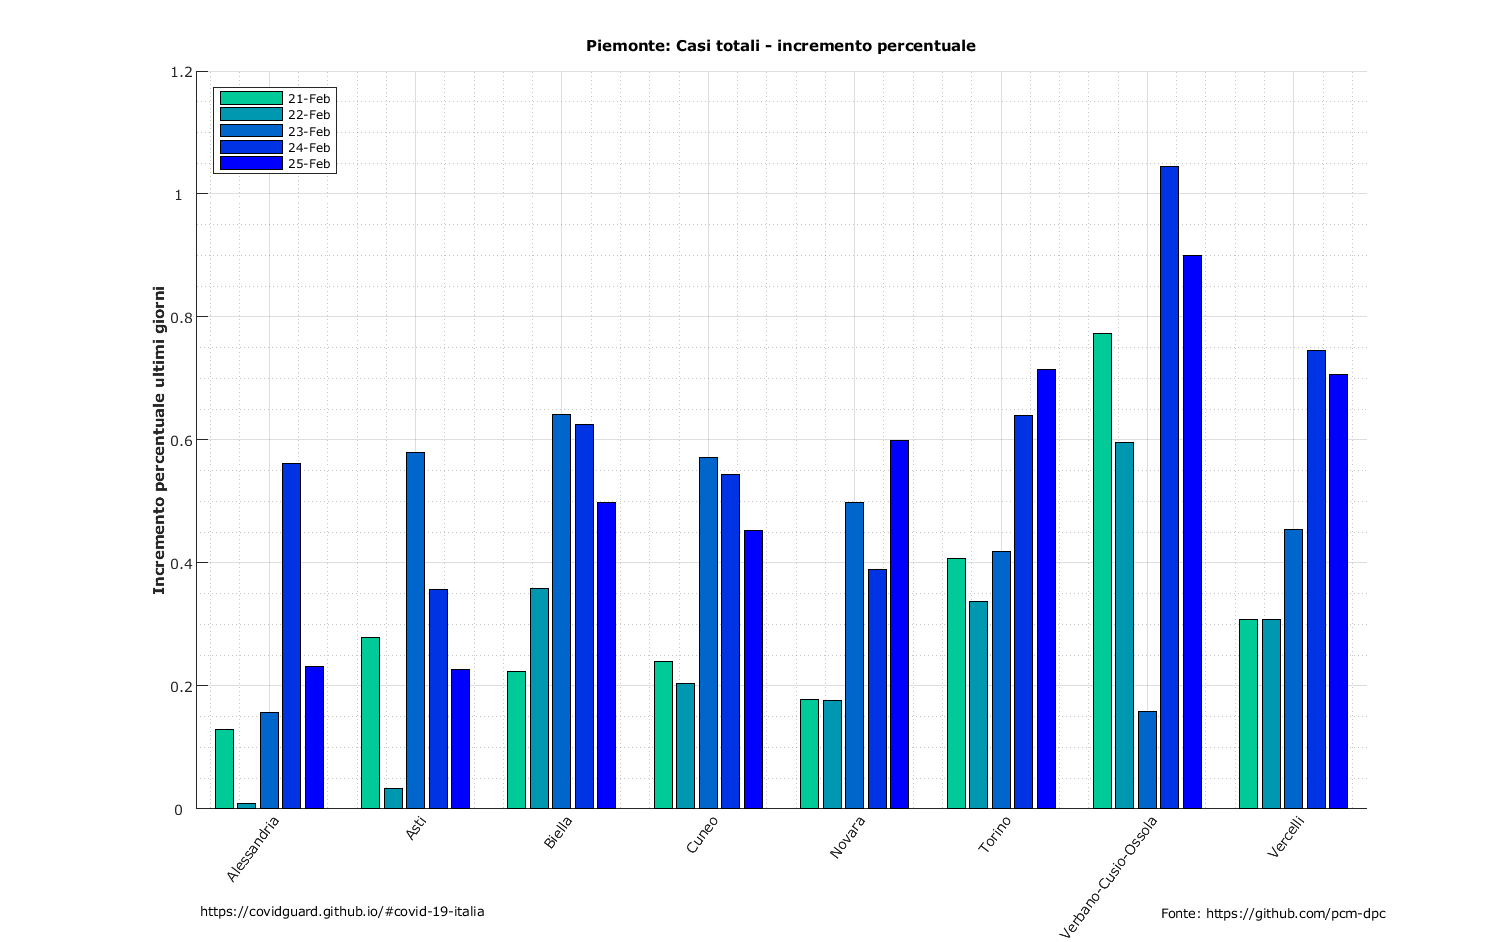 Piemonte: Casi totali - incremento percentuale
Incremento percentuale ultimi giorni
1.2
1
0.8
0.6
0.4
0.2
0
21-Feb
22-Feb
23-Feb
24-Feb
25-Feb
Alessandria
Asti
Biella
Cuneo
Novara
Torino
Verbano-Cusio-Ossola
Vercelli
https://covidguard.github.io/#covid-19-italia
Fonte: https://github.com/pcm-dpc